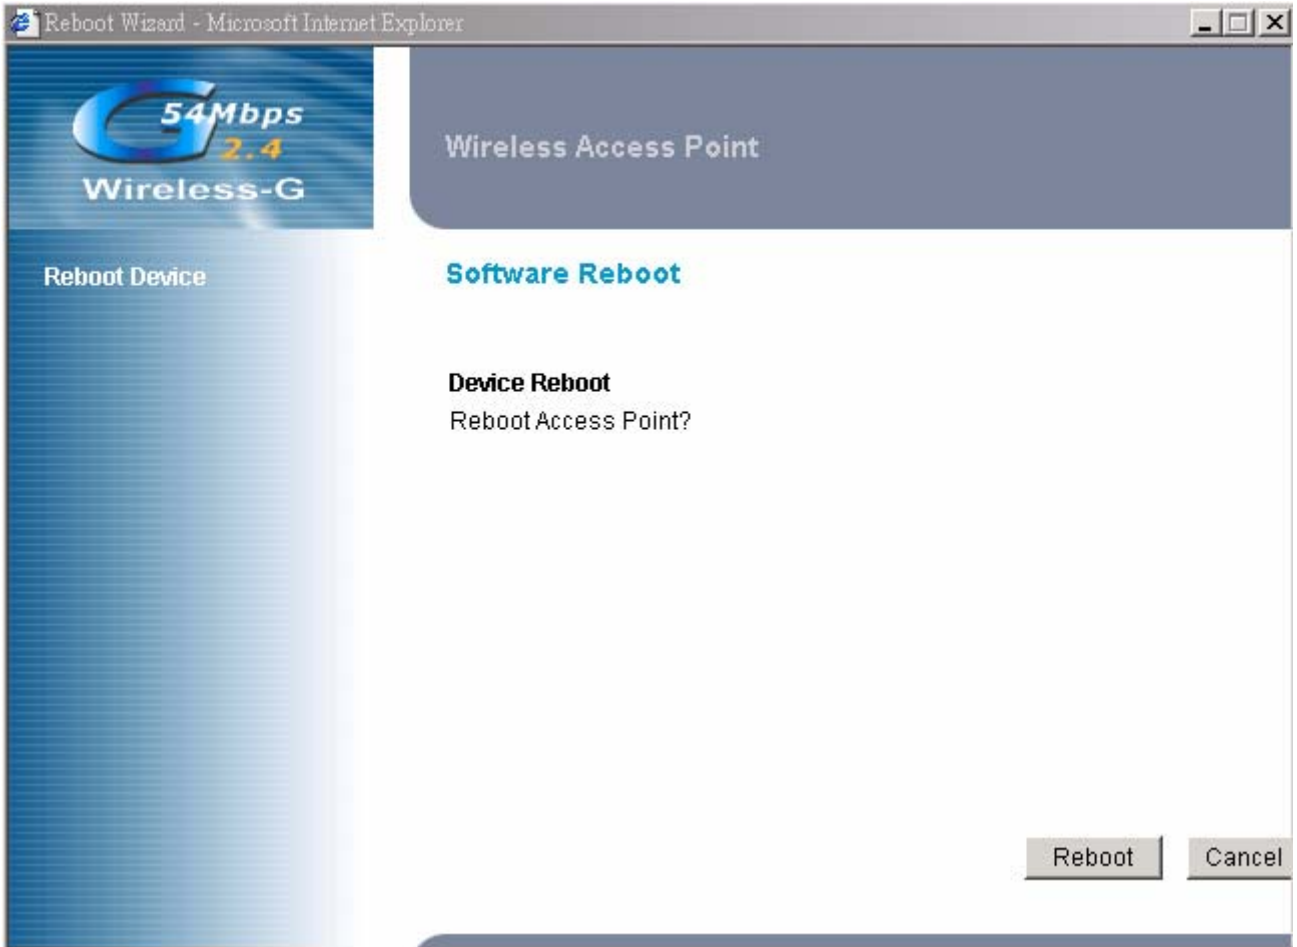 Reboot Wizard - Microsoft Internet Explorer
54Mbps
G 2.4
Wireless-G
Wireless Access Point
Reboot Device
Software Reboot
Device Reboot
Reboot Access Point?
Reboot
Cancel